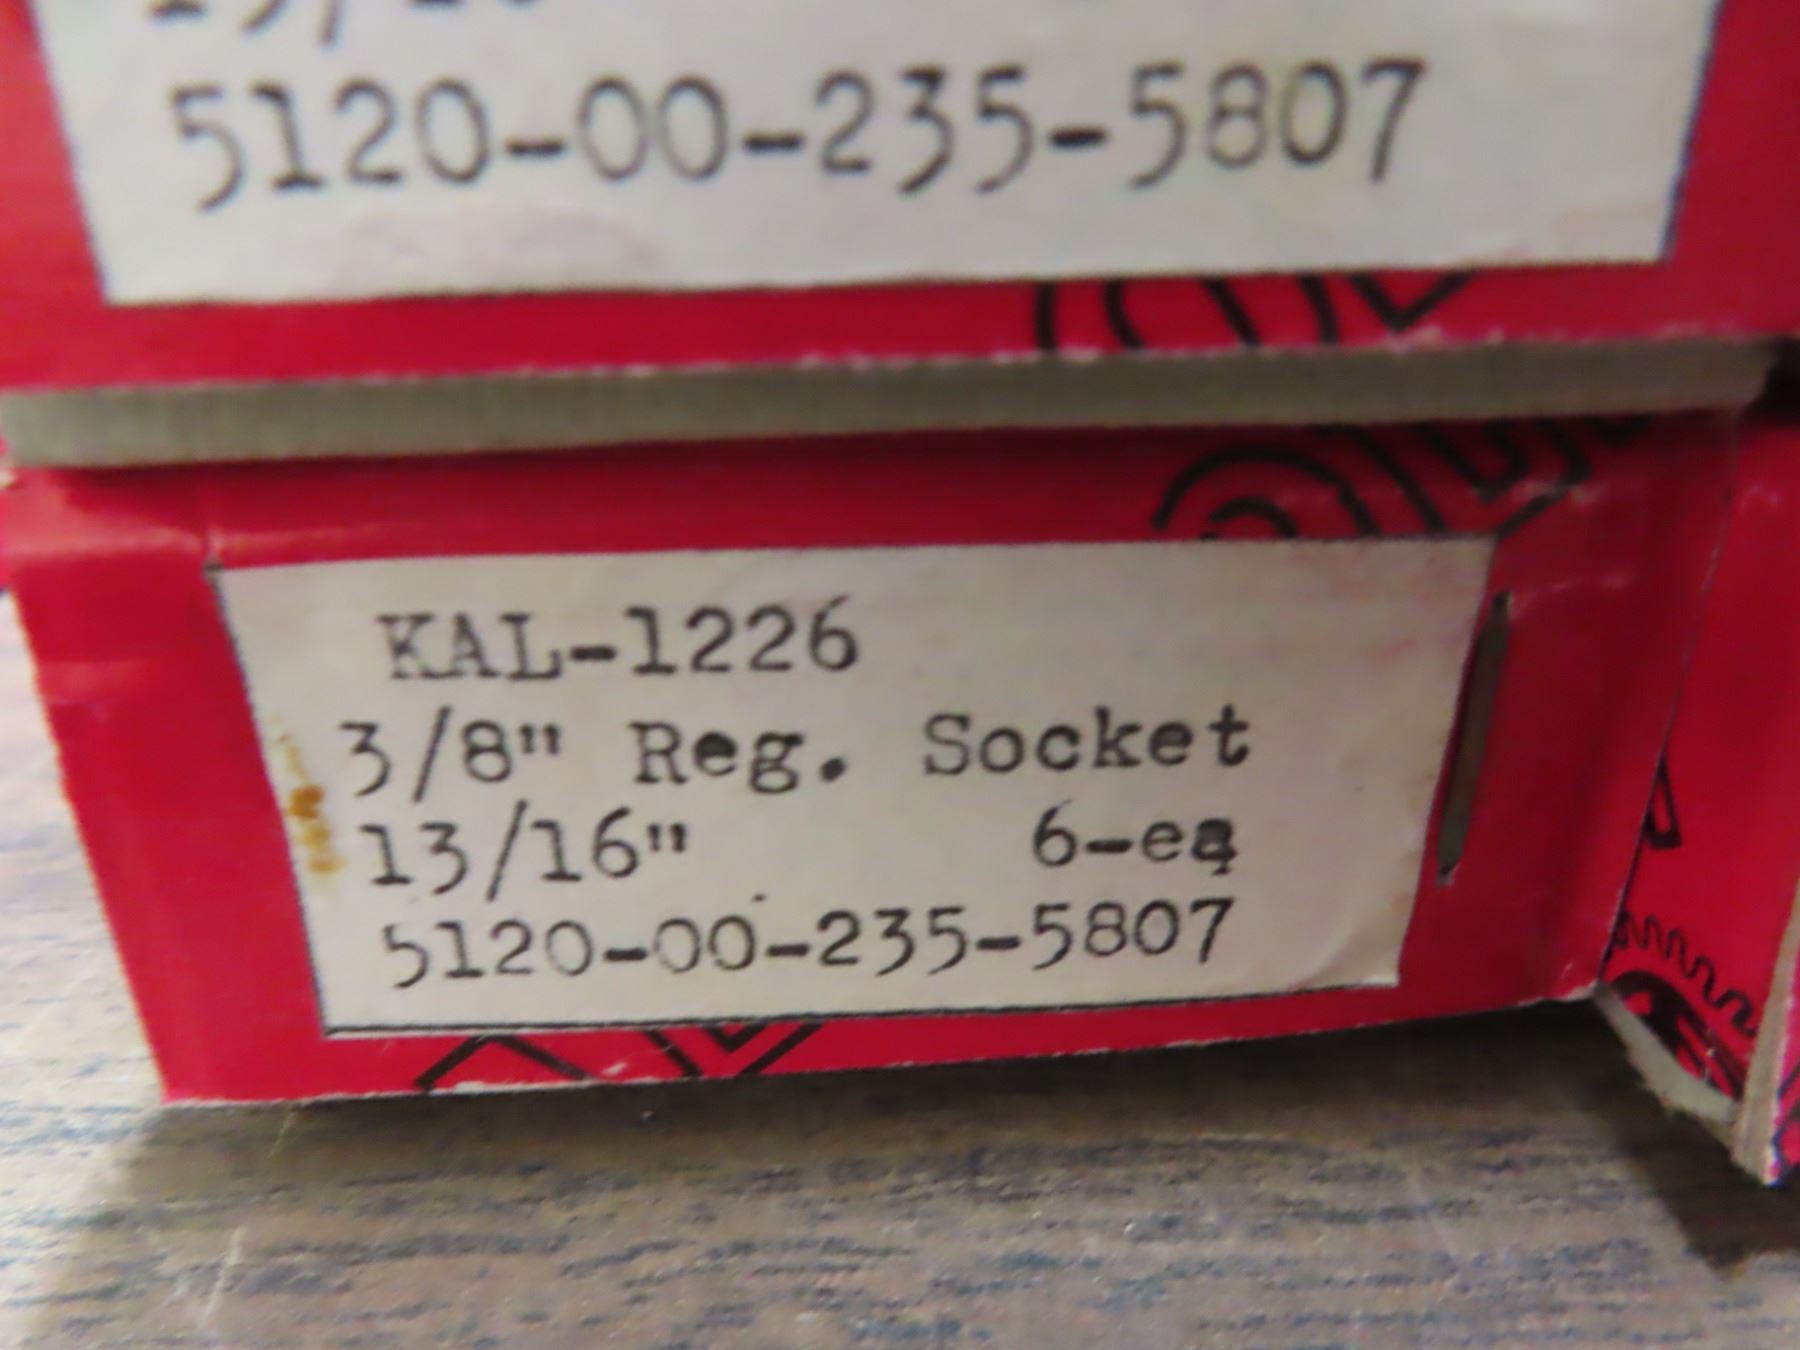 5120-00-235-5807
KAL-1226
3/8" Reg. Socket
13/16" 6-ea
5120-00-235-5807